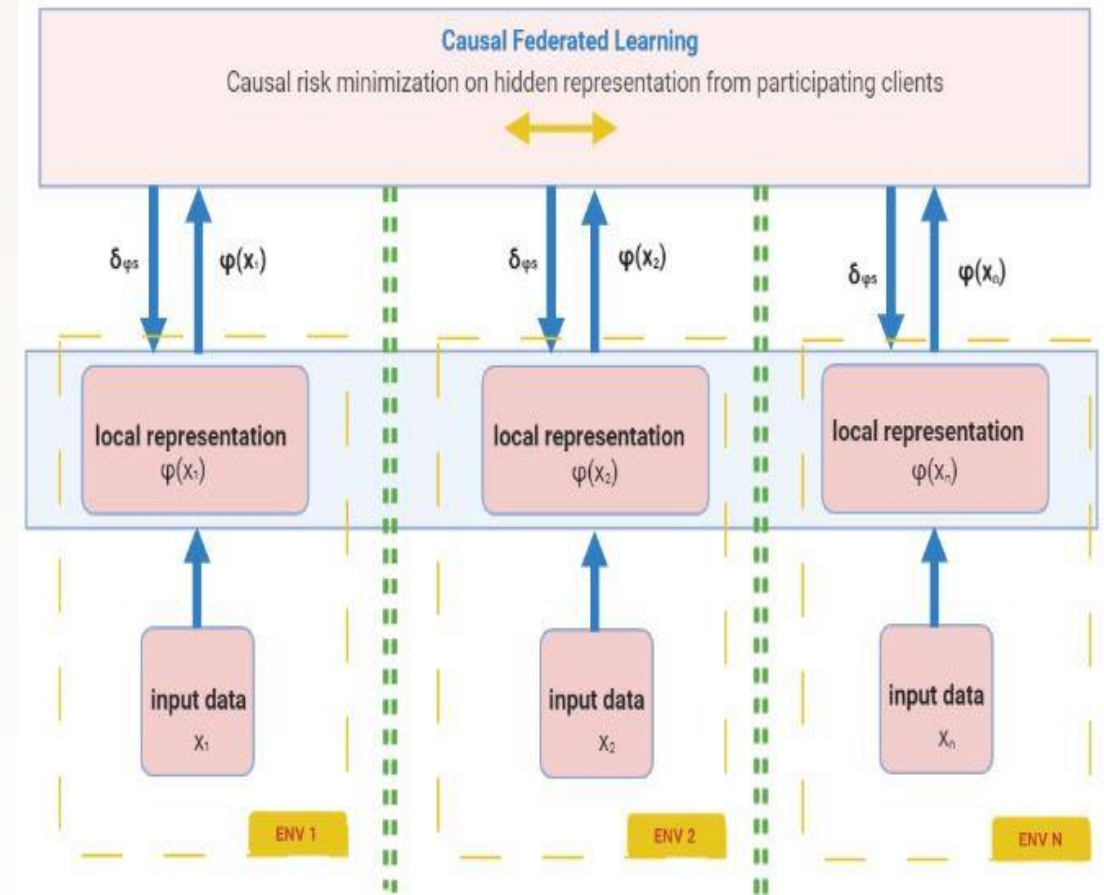 Causal Federated Learning
Causal risk minimization on hidden representation from participating clients
δφs
φ(x₁)
δφs
φ(x₂)
δφs
φ(xₙ)
local representation
φ(x₁)
local representation
φ(x₂)
local representation
φ(xₙ)
input data
x₁
input data
x₂
input data
xₙ
ENV 1
ENV 2
ENV N